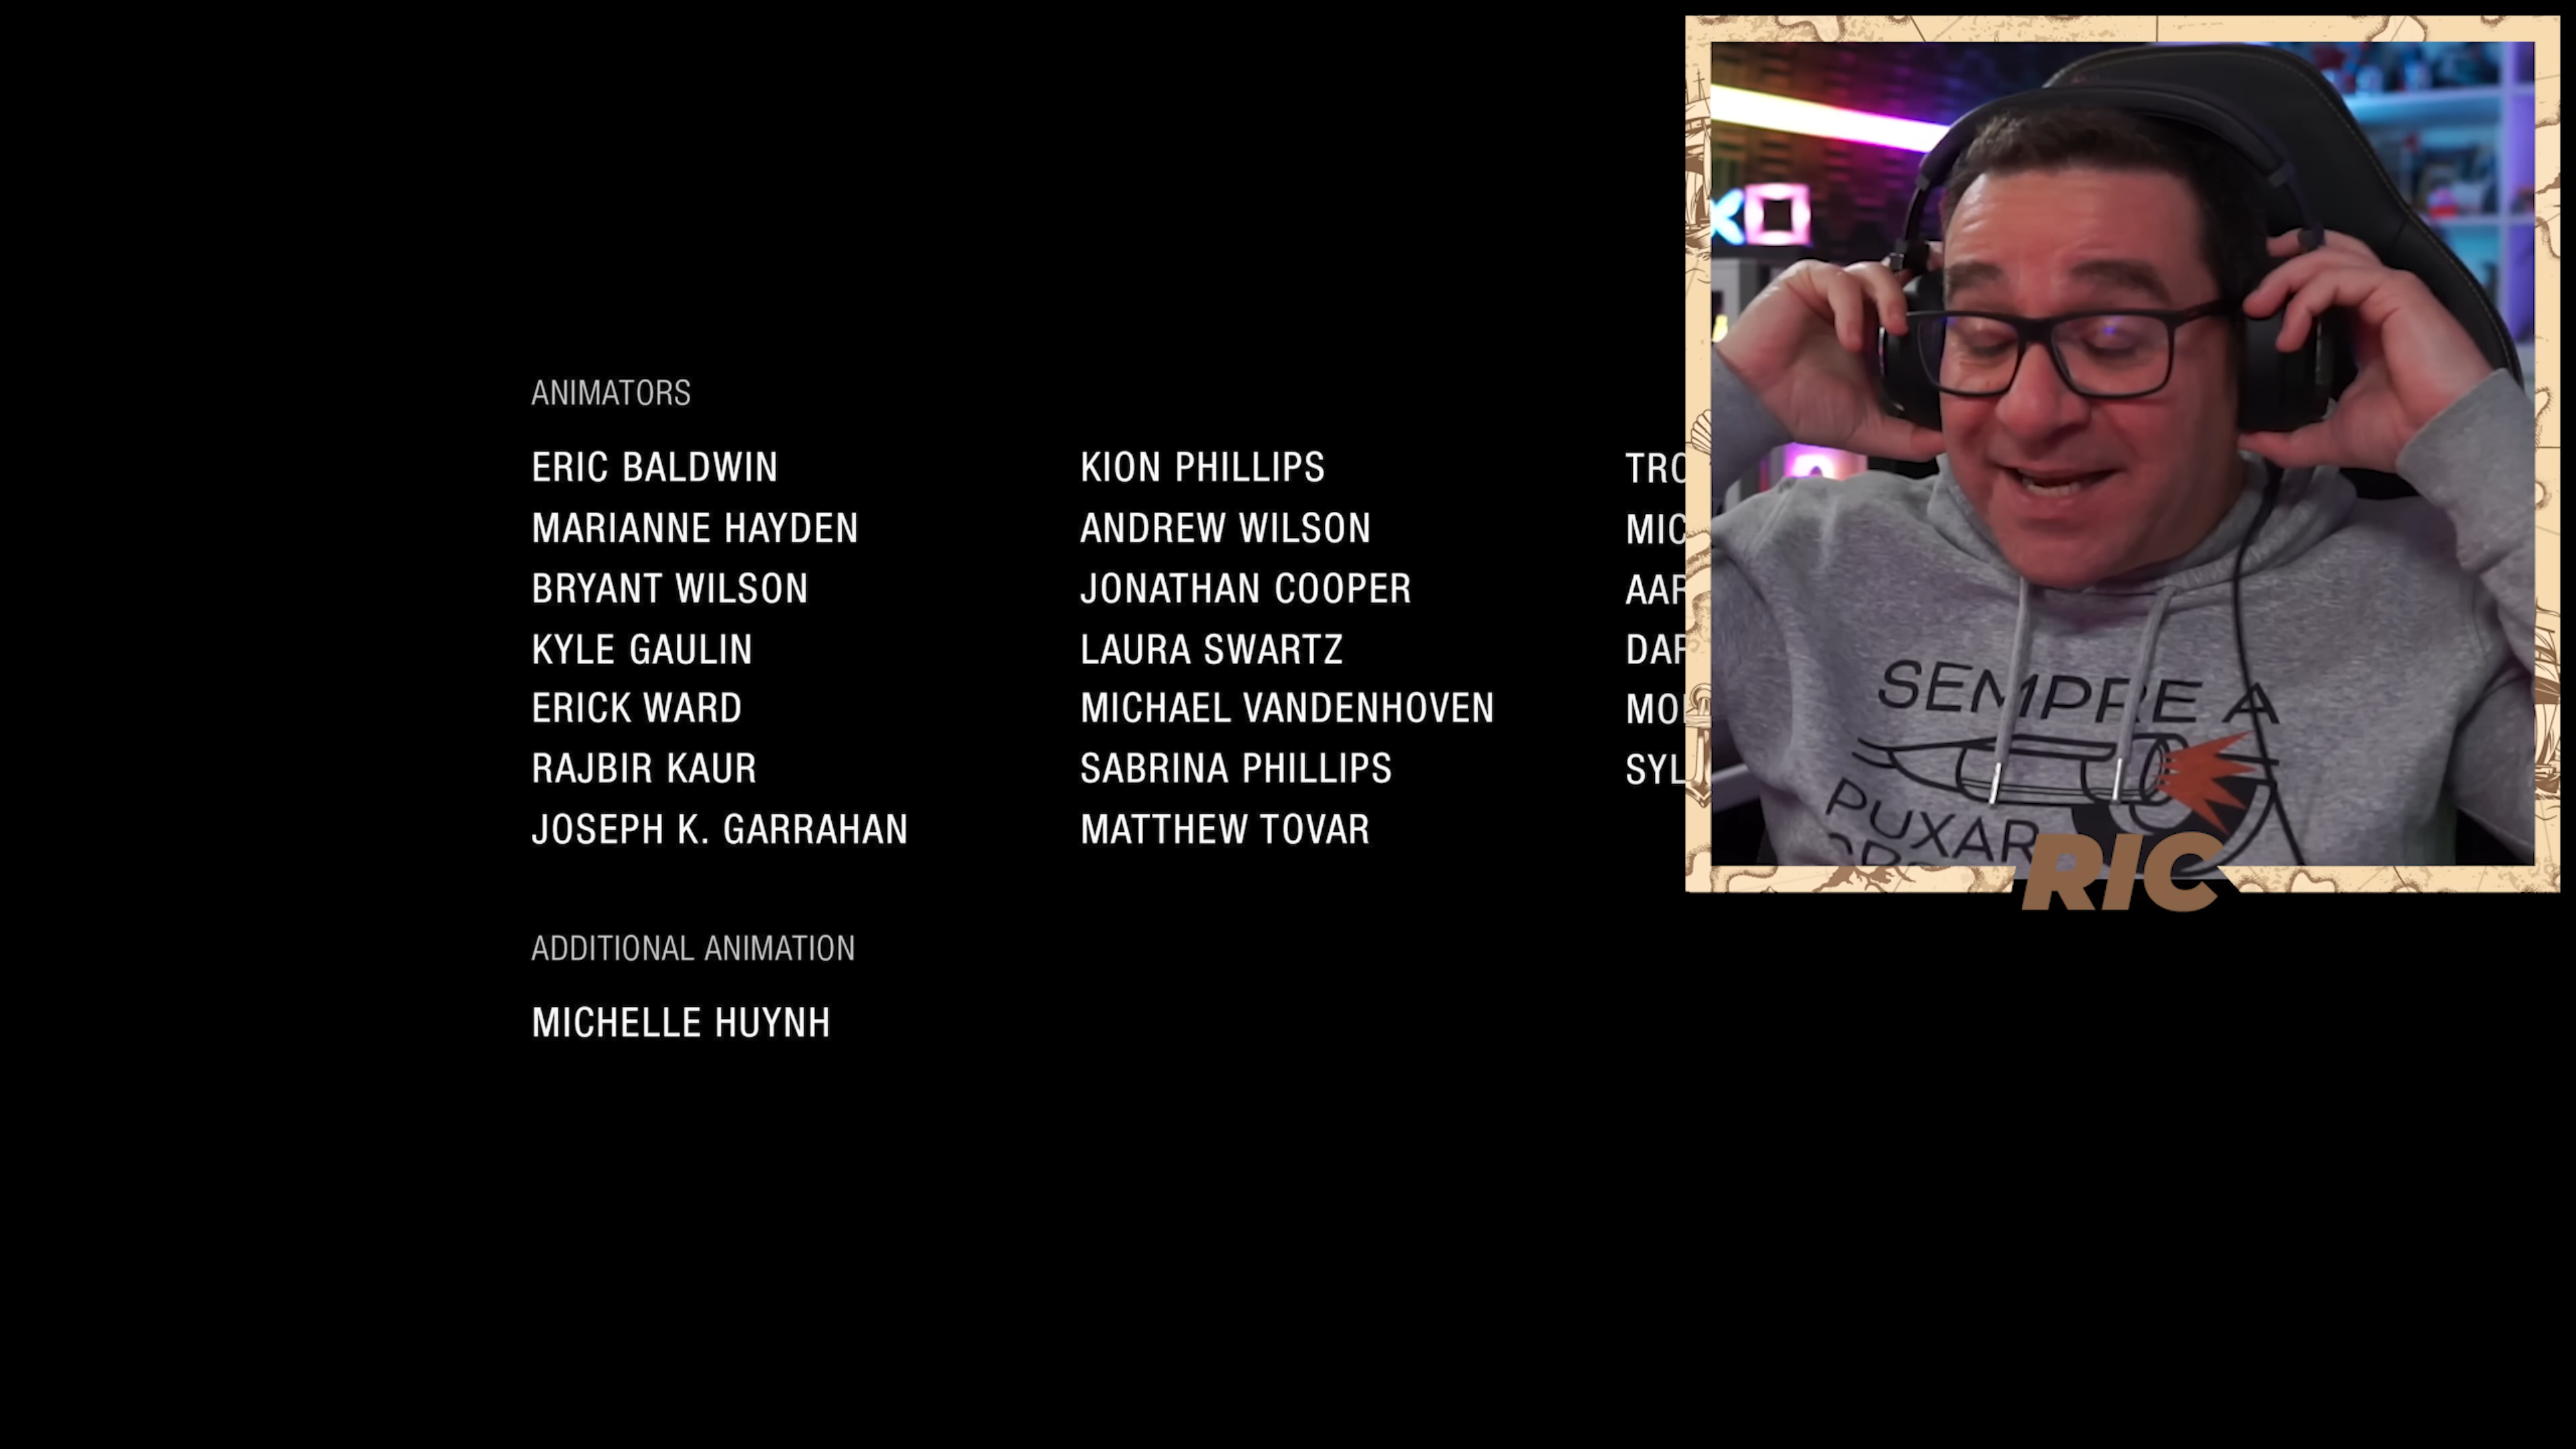 ANIMATORS
ERIC BALDWIN
MARIANNE HAYDEN
BRYANT WILSON
KYLE GAULIN
ERICK WARD
RAJBIR KAUR
JOSEPH K. GARRAHAN
KION PHILLIPS
ANDREW WILSON
JONATHAN COOPER
LAURA SWARTZ
MICHAEL VANDENHOVEN
SABRINA PHILLIPS
MATTHEW TOVAR
ADDITIONAL ANIMATION
MICHELLE HUYNH
SEMPRE A
PUXAR
RIC